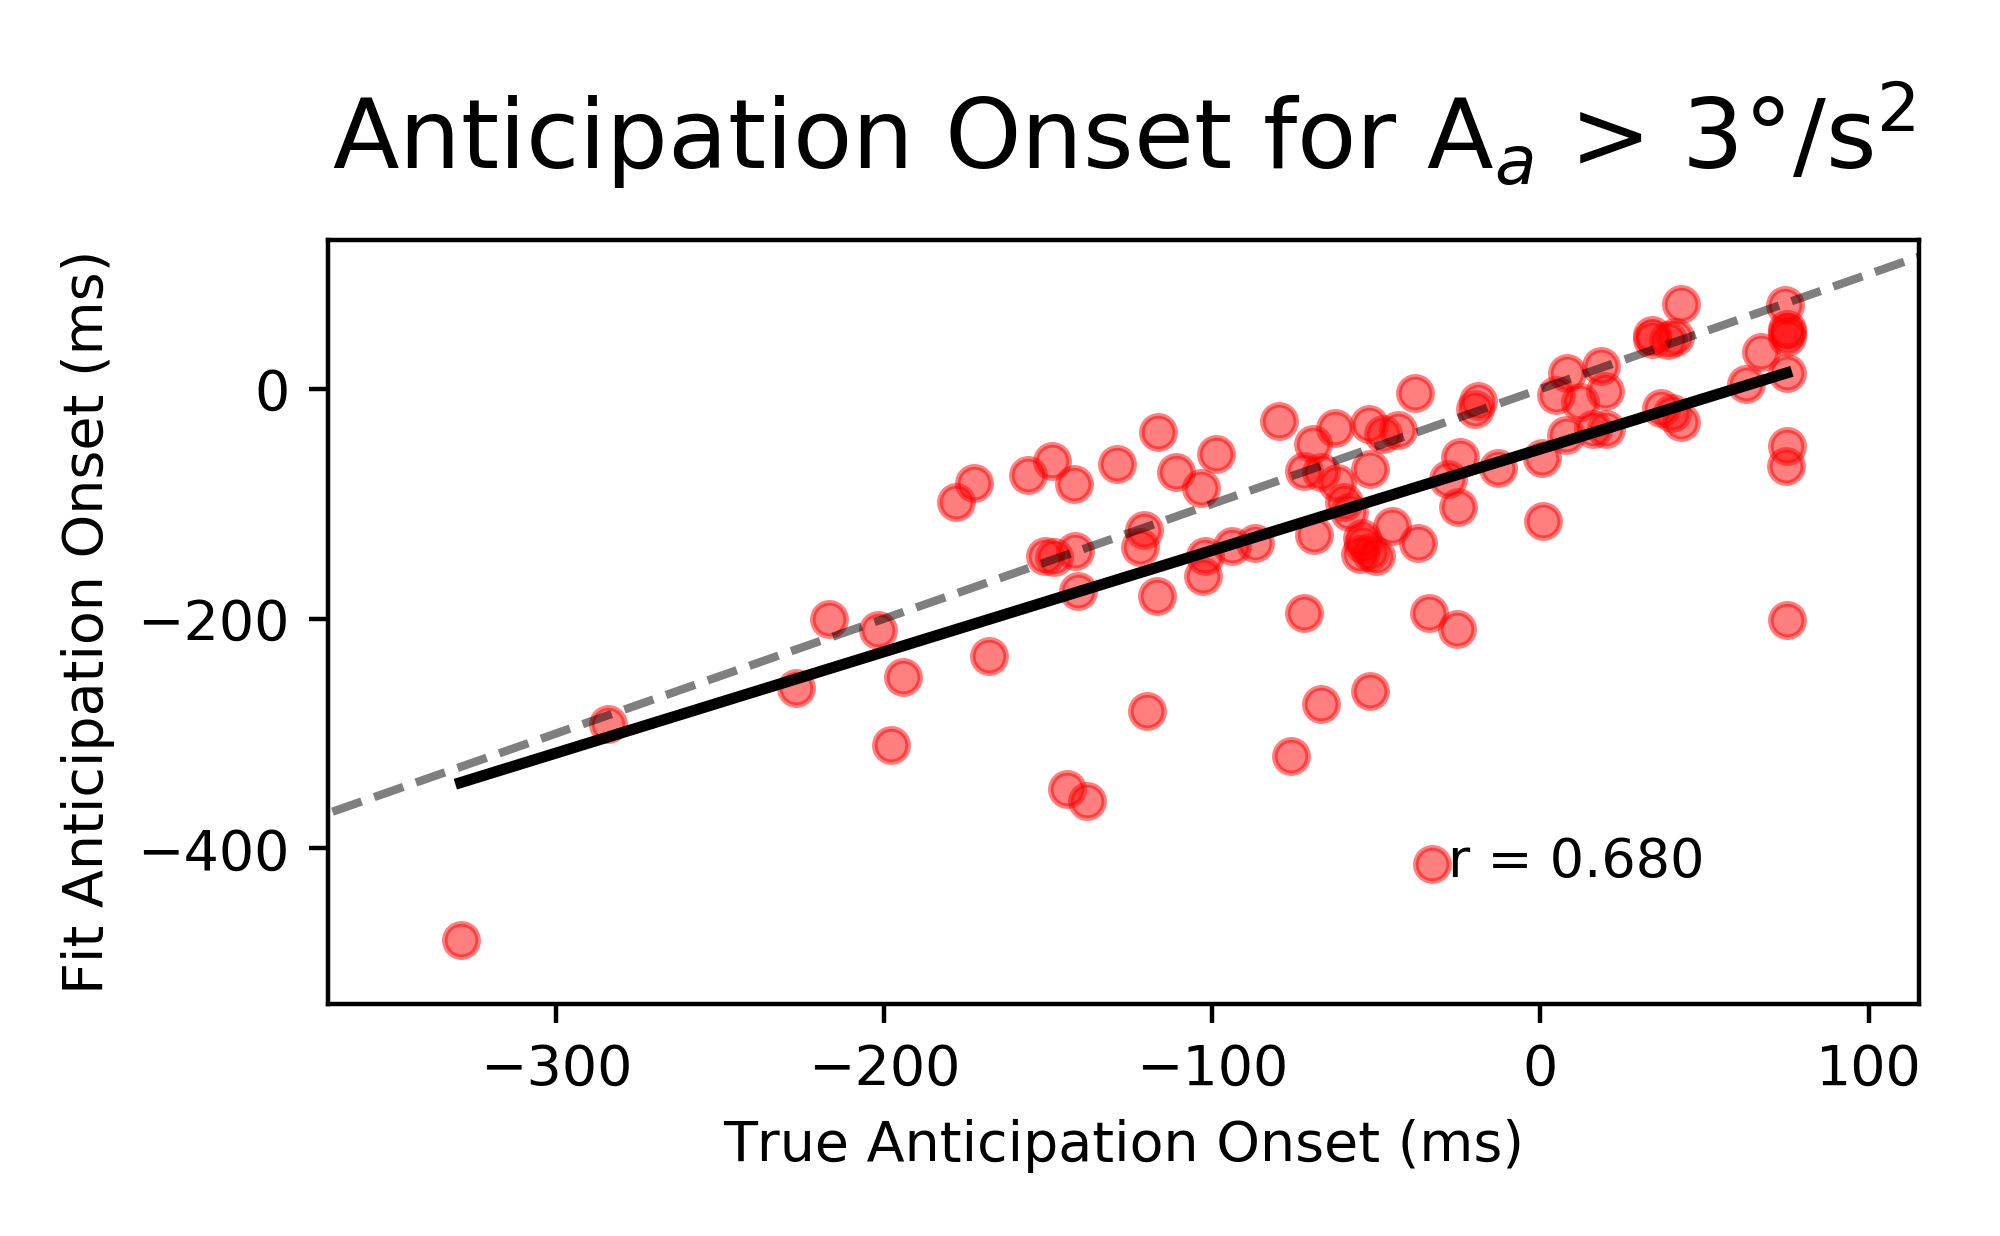 Anticipation Onset for Aₐ > 3°/s²
Fit Anticipation Onset (ms)
0
−200
−400
r = 0.680
−300 −200 −100 0 100
True Anticipation Onset (ms)